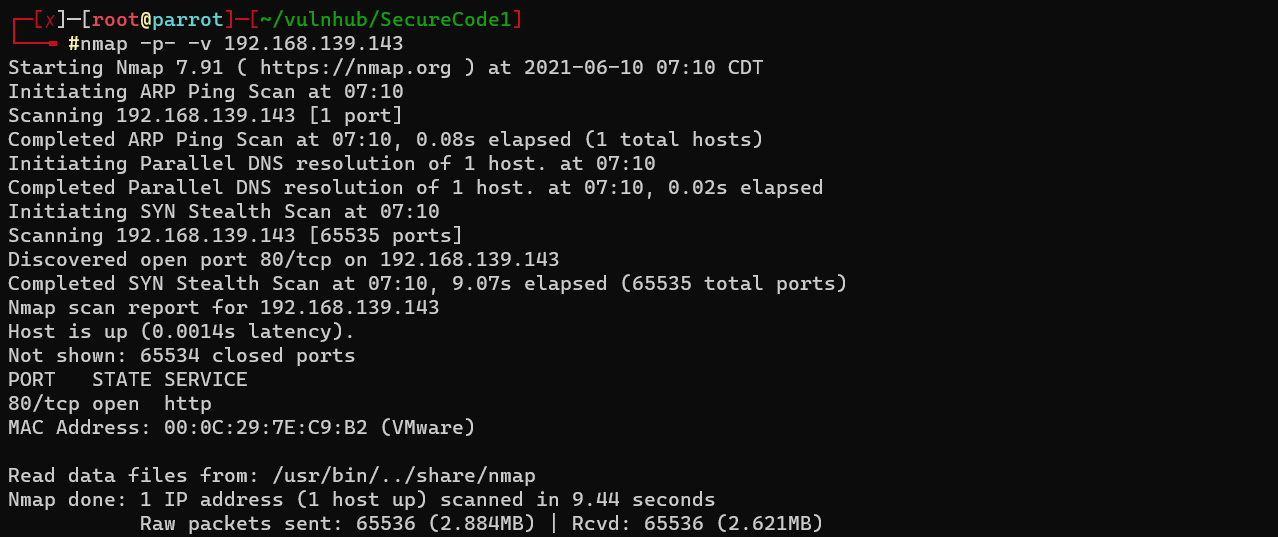 ┌─[✗]─[root@parrot]─[~/vulnhub/SecureCode1]
└──╼ #nmap -p- -v 192.168.139.143
Starting Nmap 7.91 ( https://nmap.org ) at 2021-06-10 07:10 CDT
Initiating ARP Ping Scan at 07:10
Scanning 192.168.139.143 [1 port]
Completed ARP Ping Scan at 07:10, 0.08s elapsed (1 total hosts)
Initiating Parallel DNS resolution of 1 host. at 07:10
Completed Parallel DNS resolution of 1 host. at 07:10, 0.02s elapsed
Initiating SYN Stealth Scan at 07:10
Scanning 192.168.139.143 [65535 ports]
Discovered open port 80/tcp on 192.168.139.143
Completed SYN Stealth Scan at 07:10, 9.07s elapsed (65535 total ports)
Nmap scan report for 192.168.139.143
Host is up (0.0014s latency).
Not shown: 65534 closed ports
PORT   STATE SERVICE
80/tcp open  http
MAC Address: 00:0C:29:7E:C9:B2 (VMware)
Read data files from: /usr/bin/../share/nmap
Nmap done: 1 IP address (1 host up) scanned in 9.44 seconds
           Raw packets sent: 65536 (2.884MB) | Rcvd: 65536 (2.621MB)